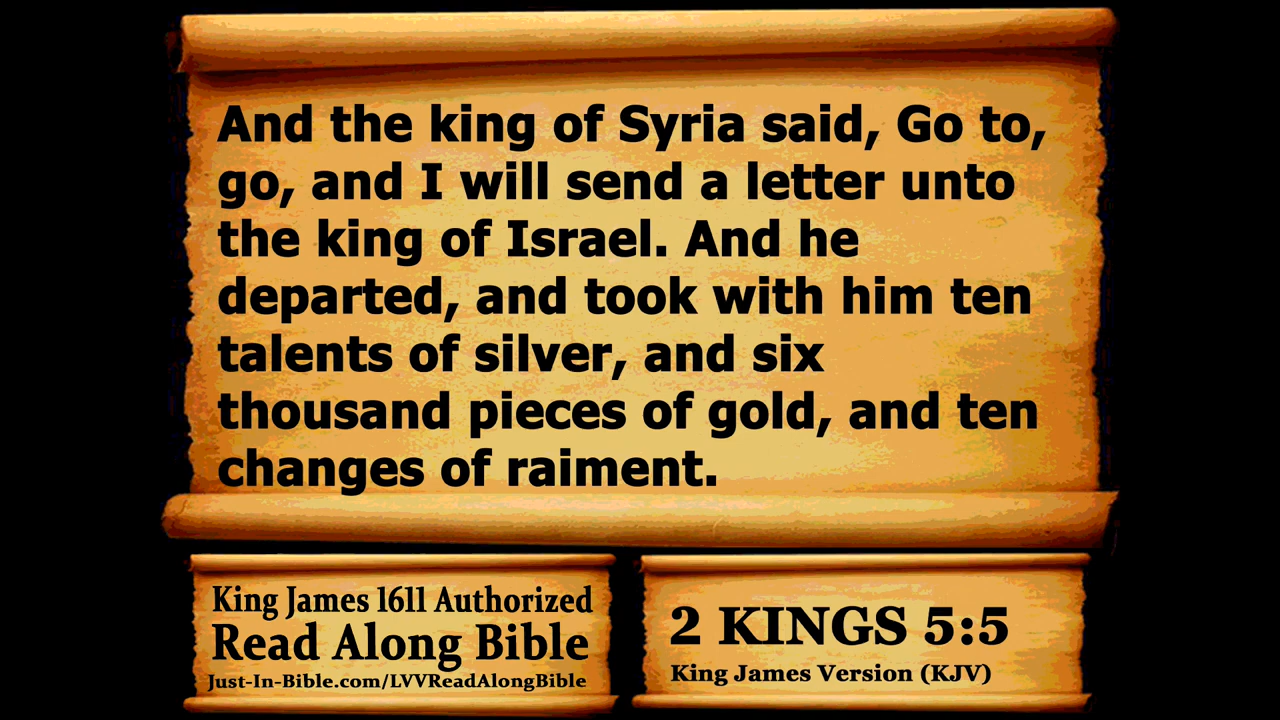 And the king of Syria said, Go to,
go, and I will send a letter unto
the king of Israel. And he
departed, and took with him ten
talents of silver, and six
thousand pieces of gold, and ten
changes of raiment.
King James 1611 Authorized
Read Along Bible
Just-In-Bible.com/LVVReadAlongBible
2 KINGS 5:5
King James Version (KJV)